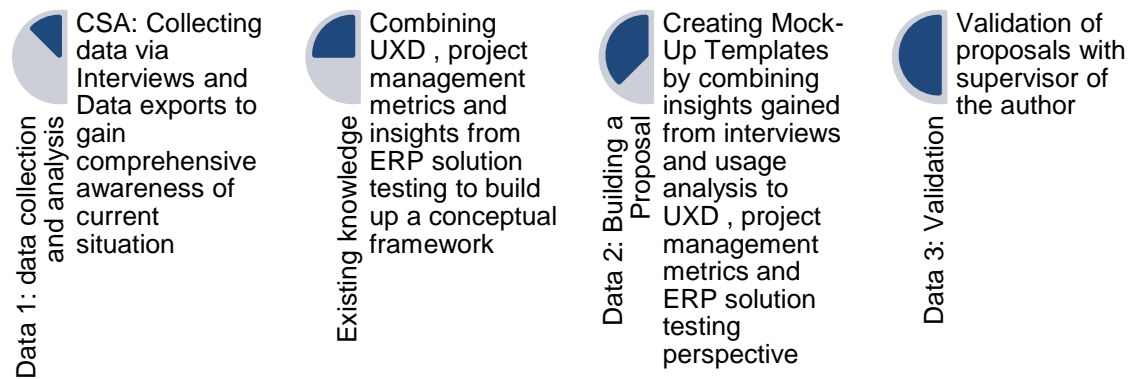 Data 1: data collection
and analysis
CSA: Collecting
data via
Interviews and
Data exports to
gain
comprehensive
awareness of
current
situation
Existing knowledge
Combining
UXD , project
management
metrics and
insights from
ERP solution
testing to build
up a conceptual
framework
Data 2: Building a
Proposal
Creating Mock-
Up Templates
by combining
insights gained
from interviews
and usage
analysis to
UXD , project
management
metrics and
ERP solution
testing
perspective
Data 3: Validation
Validation of
proposals with
supervisor of
the author